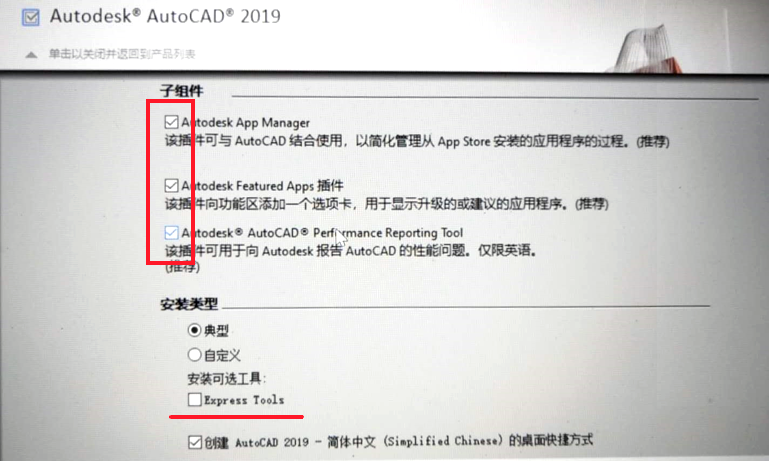 Autodesk® AutoCAD® 2019
单击以关闭并返回到产品列表
子组件
Autodesk App Manager
该插件可与 AutoCAD 结合使用，以简化管理从 App Store 安装的应用程序的过程。(推荐)
Autodesk Featured Apps 插件
该插件向功能区添加一个选项卡，用于显示升级的或建议的应用程序。(推荐)
Autodesk® AutoCAD® Performance Reporting Tool
该插件可用于向 Autodesk 报告 AutoCAD 的性能问题。仅限英语。
(推荐)
安装类型
典型
自定义
安装可选工具:
Express Tools
创建 AutoCAD 2019 - 简体中文 (Simplified Chinese) 的桌面快捷方式